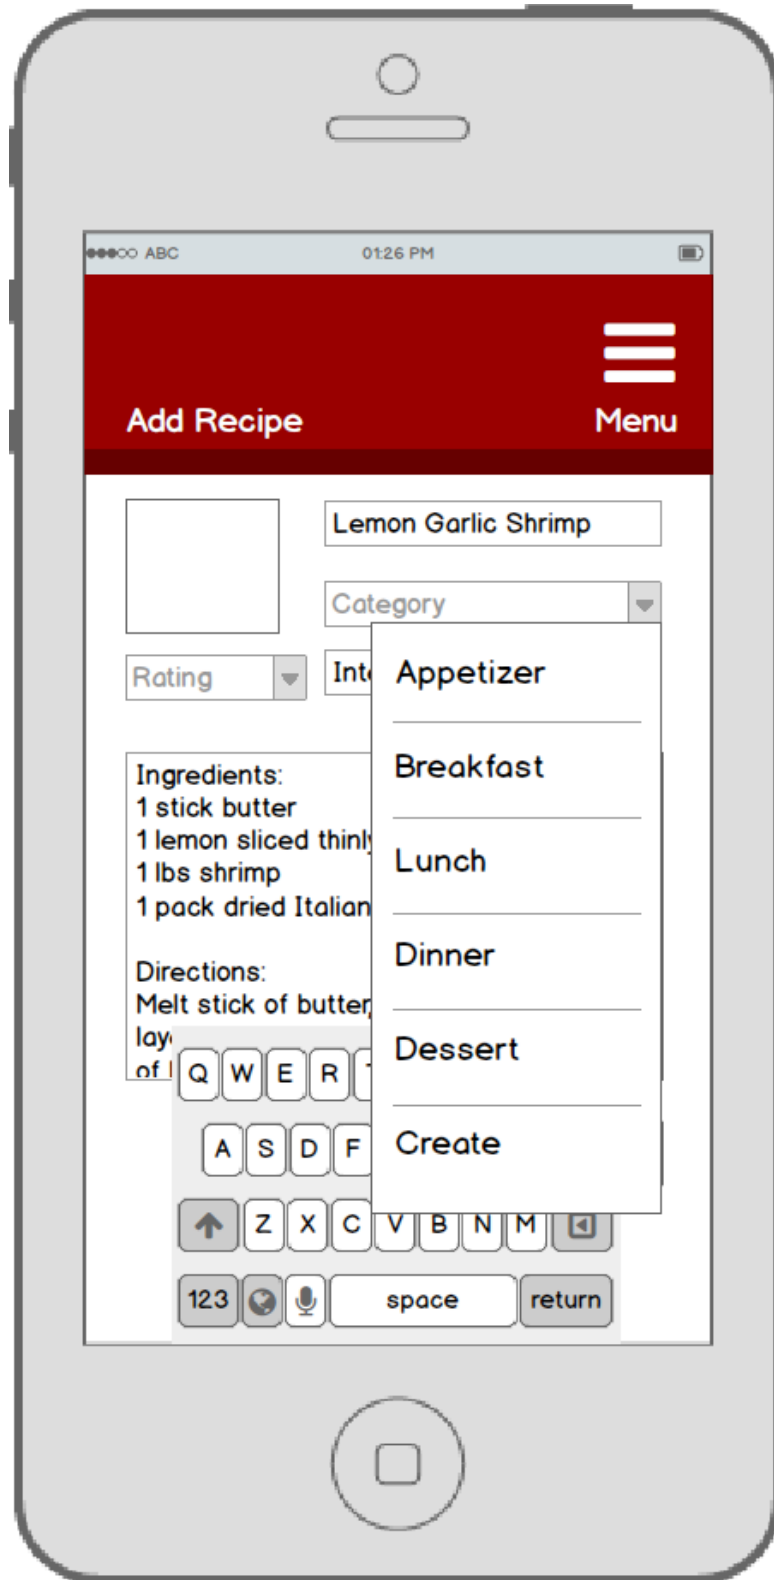 ABC 01:26 PM
Add Recipe Menu
Lemon Garlic Shrimp
Category
Rating
Appetizer
Breakfast
Lunch
Dinner
Dessert
Create
Ingredients:
1 stick butter
1 lemon sliced
1 lbs shrimp
1 pack dried Italian
Directions:
Melt stick of butter,
of
Q W E R
A S D F
Z X C V B N M
123 space return